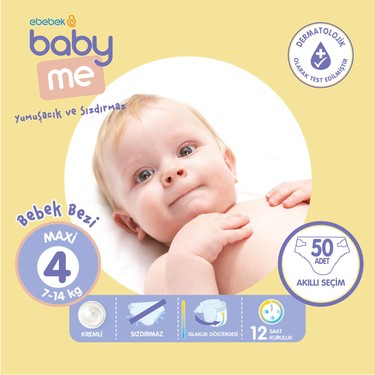 ebebek
baby
me
Yumuşacık ve Sızdırmaz
DERMATOLOJİK
OLARAK TEST EDİLMİŞTİR
Bebek Bezi
MAXİ
4
7-14 kg
50
ADET
AKILLI SEÇİM
KREMLİ
SIZDIRMAZ
ISLAKLIK GÖSTERGESİ
12 SAAT
KURULUK